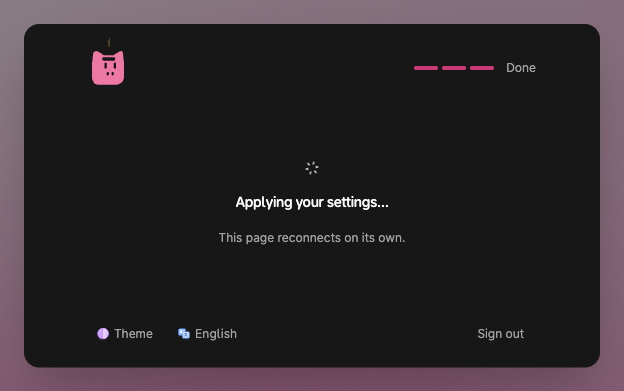 Done
Applying your settings...
This page reconnects on its own.
Theme
English
Sign out